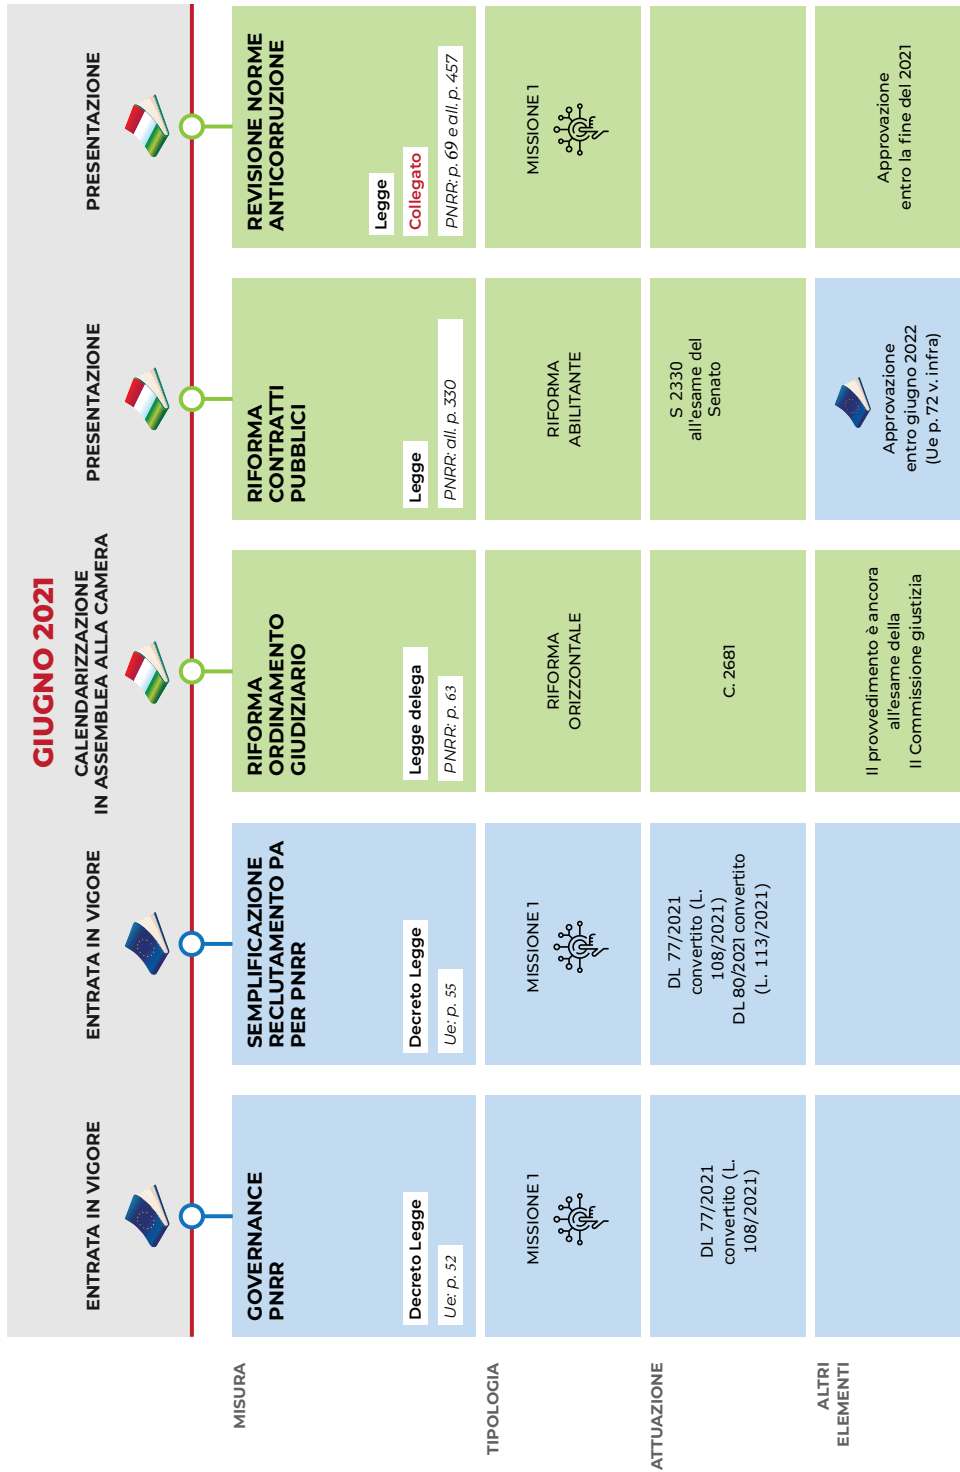 GIUGNO 2021
ENTRATA IN VIGORE
ENTRATA IN VIGORE
CALENDARIZZAZIONE
IN ASSEMBLEA ALLA CAMERA
PRESENTAZIONE
PRESENTAZIONE
MISURA
GOVERNANCE
PNRR
Decreto Legge
Ue: p. 52
SEMPLIFICAZIONE
RECLUTAMENTO PA
PER PNRR
Decreto Legge
Ue: p. 55
RIFORMA
ORDINAMENTO
GIUDIZIARIO
Legge delega
PNRR: p. 63
RIFORMA
CONTRATTI
PUBBLICI
Legge
PNRR: all. p. 330
REVISIONE NORME
ANTICORRUZIONE
Legge
Collegato
PNRR: p. 69 e all. p. 457
TIPOLOGIA
MISSIONE 1
MISSIONE 1
RIFORMA
ORIZZONTALE
RIFORMA
ABILITANTE
MISSIONE 1
ATTUAZIONE
DL 77/2021
convertito (L.
108/2021)
DL 77/2021
convertito (L.
108/2021)
DL 80/2021 convertito
(L. 113/2021)
C. 2681
S 2330
all'esame del
Senato
ALTRI
ELEMENTI
Il provvedimento è ancora
all'esame della
II Commissione giustizia
Approvazione
entro giugno 2022
(Ue p. 72 v. infra)
Approvazione
entro la fine del 2021